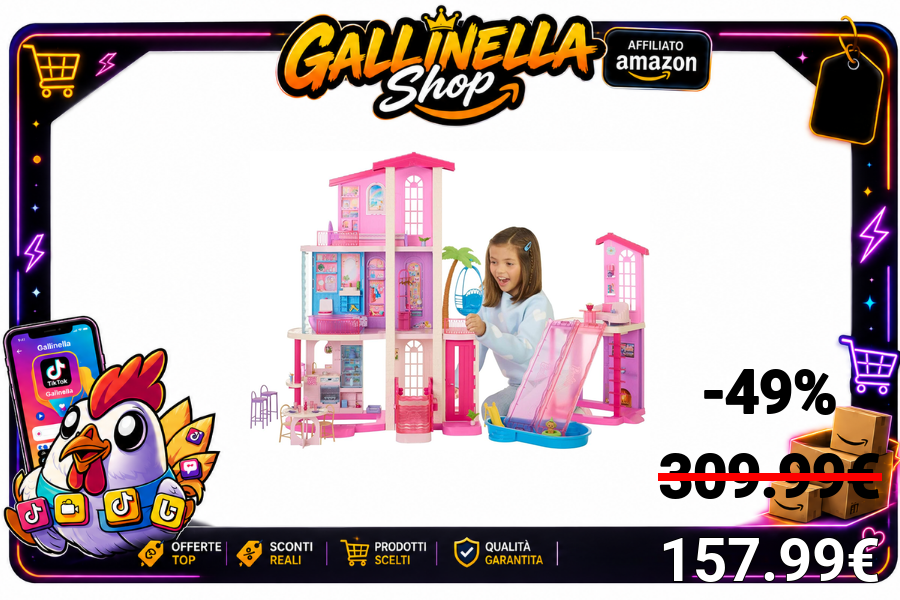 GALLINELLA
Shop
AFFILIATO
amazon
Gallinella
TikTok
Gallinella
-49%
309.99€
157.99€
OFFERTE
TOP
SCONTI
REALI
PRODOTTI
SCELTI
QUALITÀ
GARANTITA